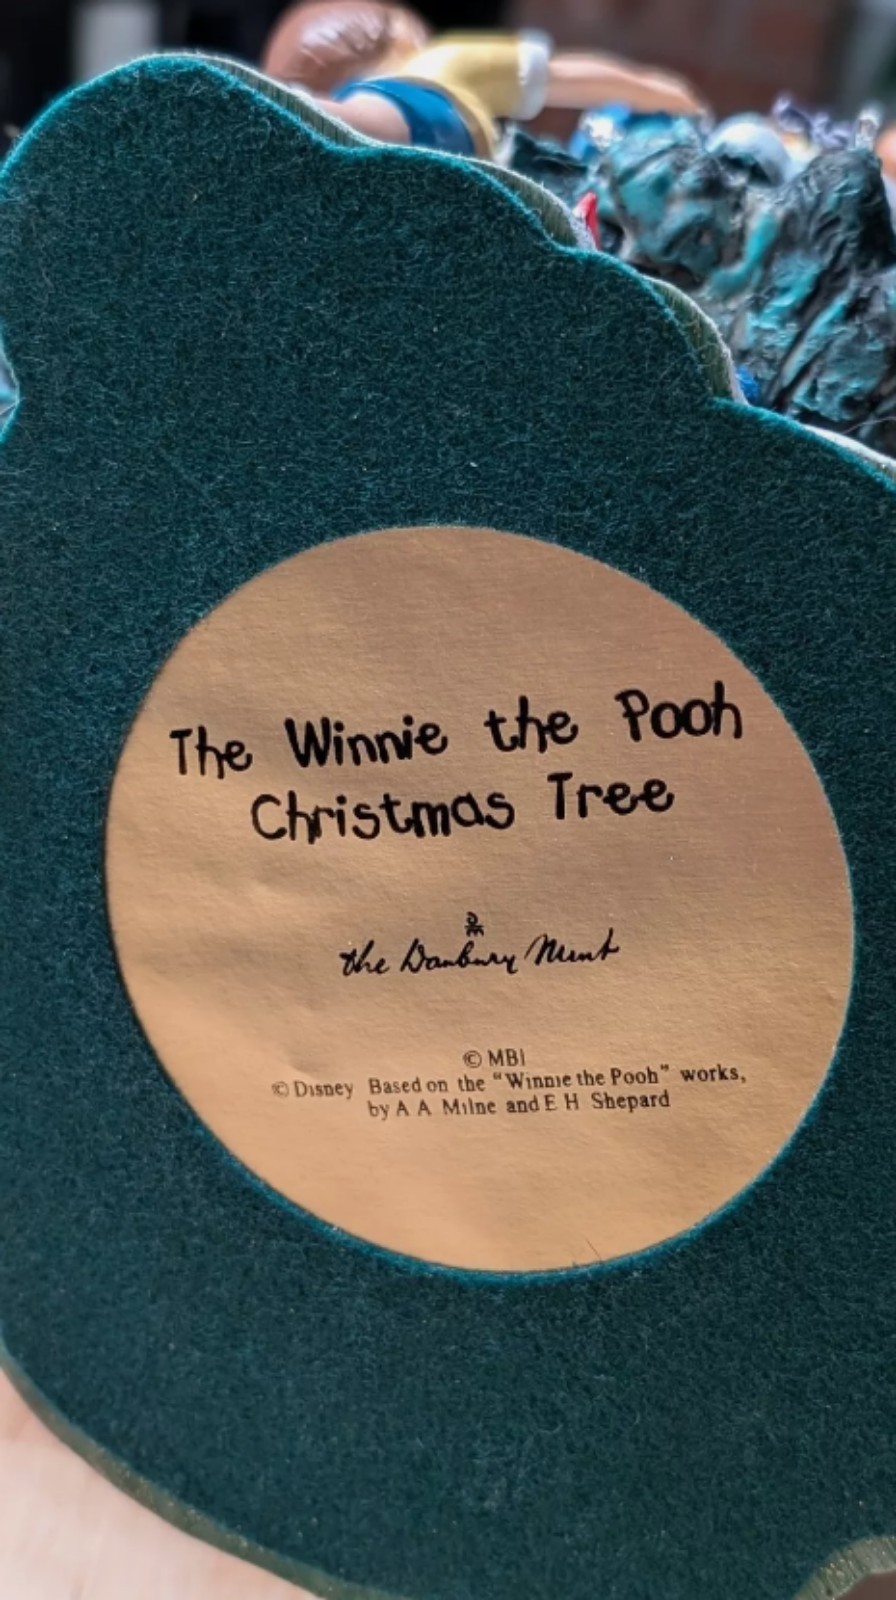 The Winnie the Pooh
Christmas Tree
DM
the Danbury Mint
© MBI
© Disney Based on the "Winnie the Pooh" works,
by A A Milne and E H Shepard